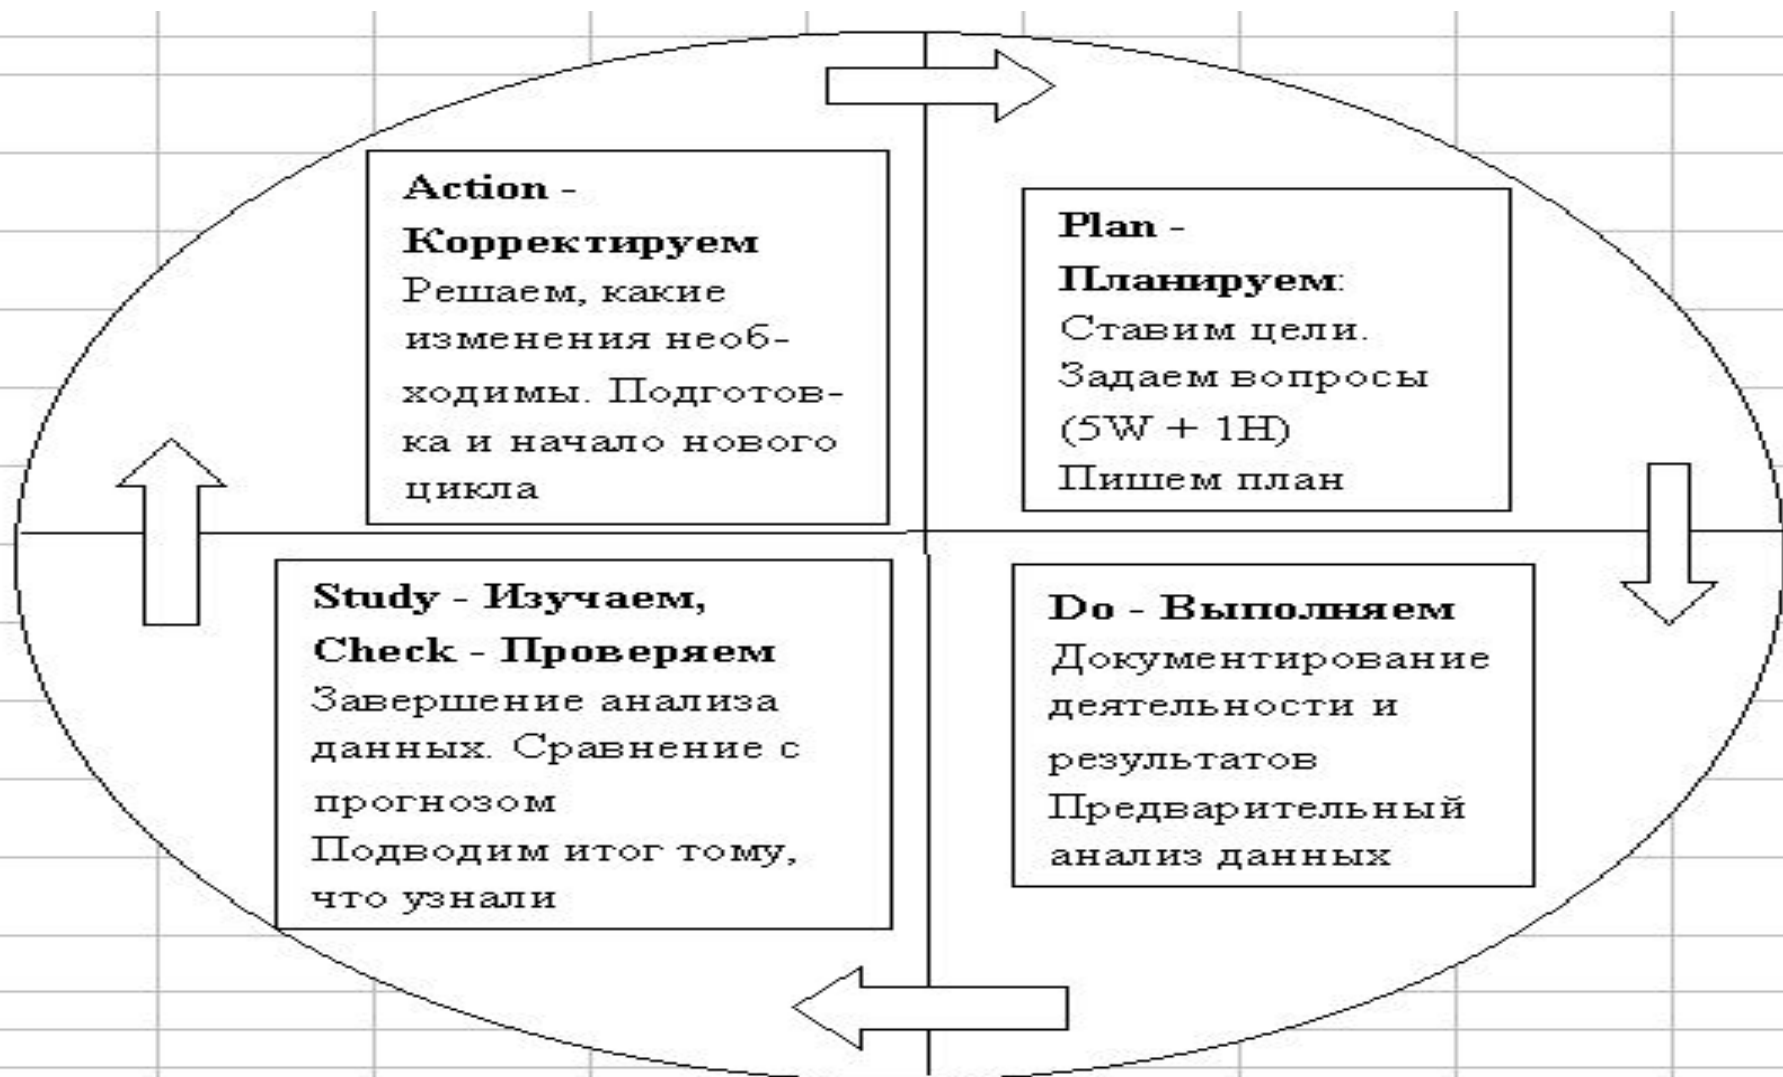 Action -
Корректируем
Решаем, какие
изменения необ-
ходимы. Подготов-
ка и начало нового
цикла
Plan -
Планируем:
Ставим цели.
Задаем вопросы
(5W + 1H)
Пишем план
Study - Изучаем,
Check - Проверяем
Завершение анализа
данных. Сравнение с
прогнозом
Подводим итог тому,
что узнали
Do - Выполняем
Документирование
деятельности и
результатов
Предварительный
анализ данных